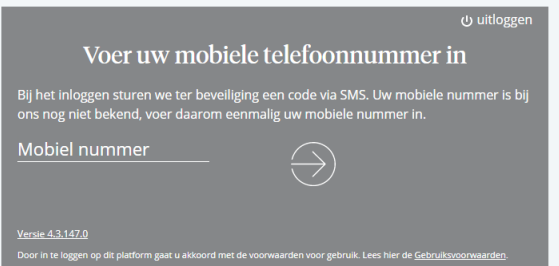 uitloggen
Voer uw mobiele telefoonnummer in
Bij het inloggen sturen we ter beveiliging een code via SMS. Uw mobiele nummer is bij
ons nog niet bekend, voer daarom eenmalig uw mobiele nummer in.
Mobiel nummer
Versie 4.3.147.0
Door in te loggen op dit platform gaat u akkoord met de voorwaarden voor gebruik. Lees hier de Gebruiksvoorwaarden.